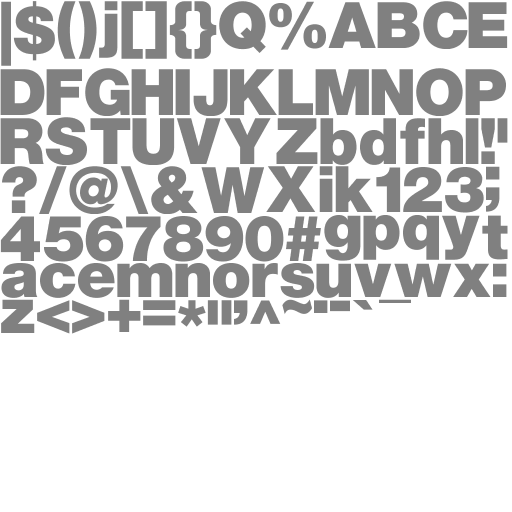 |$()j[]{}Q%ABCE
DFGHIJKLMNOP
RSTUVYZbdfhl!"
?/@\&WXik123;
4567890#gpqyt
acemnorsuvwx:
z<>+=*",^~-`_